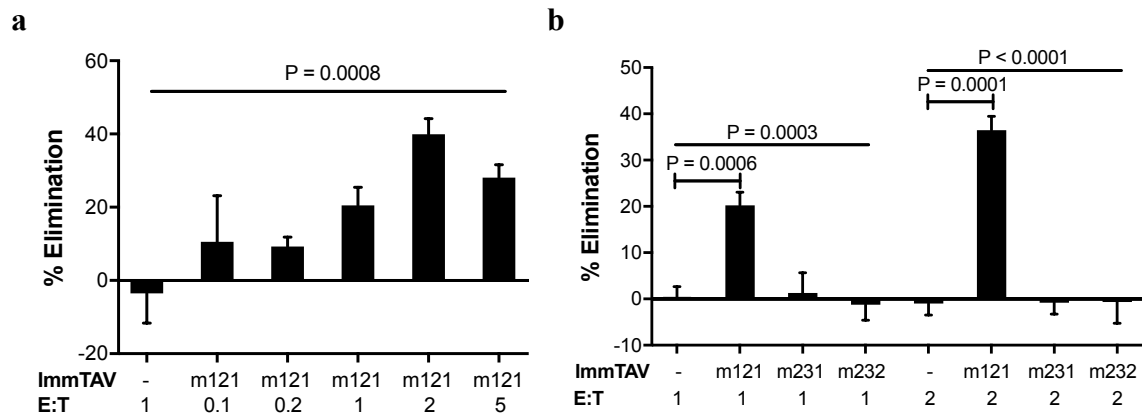 a
60
40
20
0
-20
% Elimination
P = 0.0008
ImmTAV - m121 m121 m121 m121 m121
E:T 1 0.1 0.2 1 2 5
b
50
40
30
20
10
0
-10
% Elimination
P < 0.0001
P = 0.0001
P = 0.0003
P = 0.0006
ImmTAV - m121 m231 m232 - m121 m231 m232
E:T 1 1 1 1 2 2 2 2